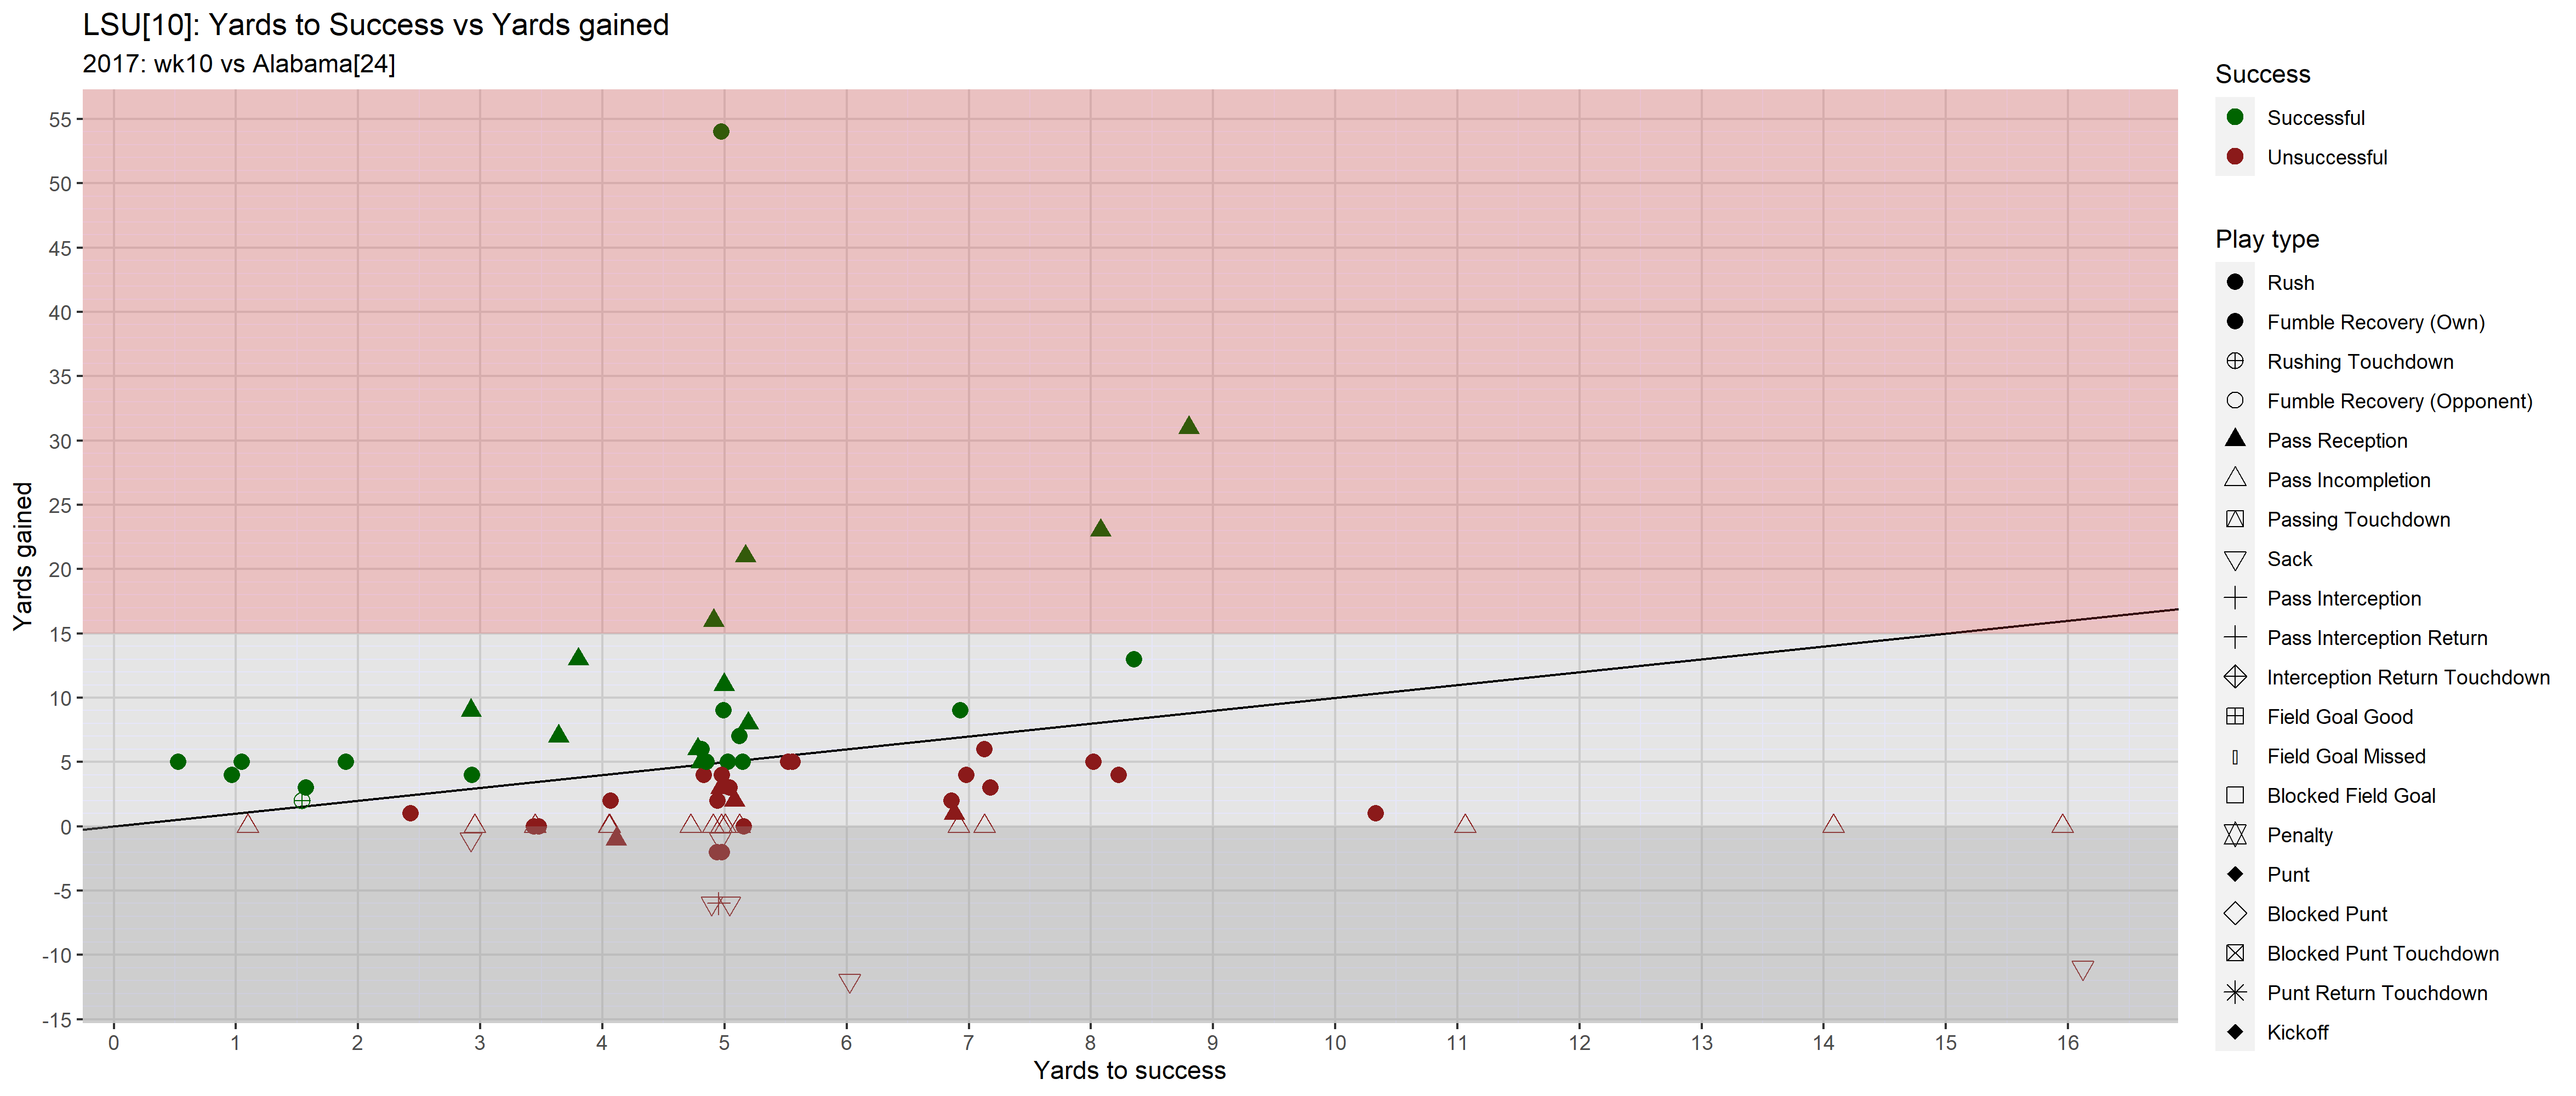 LSU[10]: Yards to Success vs Yards gained
2017: wk10 vs Alabama[24]
Yards gained
55
50
45
40
35
30
25
20
15
10
5
0
-5
-10
-15
0 1 2 3 4 5 6 7 8 9 10 11 12 13 14 15 16
Yards to success
Success
Successful
Unsuccessful
Play type
Rush
Fumble Recovery (Own)
Rushing Touchdown
Fumble Recovery (Opponent)
Pass Reception
Pass Incompletion
Passing Touchdown
Sack
Pass Interception
Pass Interception Return
Interception Return Touchdown
Field Goal Good
Field Goal Missed
Blocked Field Goal
Penalty
Punt
Blocked Punt
Blocked Punt Touchdown
Punt Return Touchdown
Kickoff